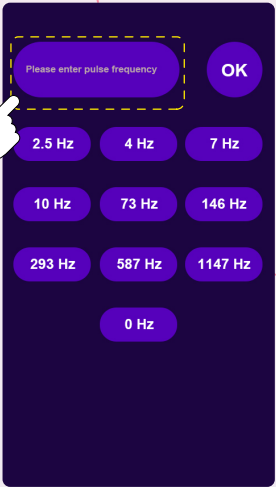 Please enter pulse frequency
OK
2.5 Hz
4 Hz
7 Hz
10 Hz
73 Hz
146 Hz
293 Hz
587 Hz
1147 Hz
0 Hz